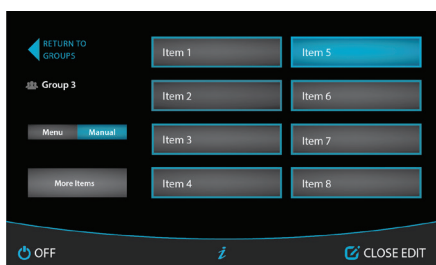 RETURN TO
GROUPS
Group 3
Menu Manual
More Items
Item 1
Item 2
Item 3
Item 4
Item 5
Item 6
Item 7
Item 8
OFF
i
CLOSE EDIT